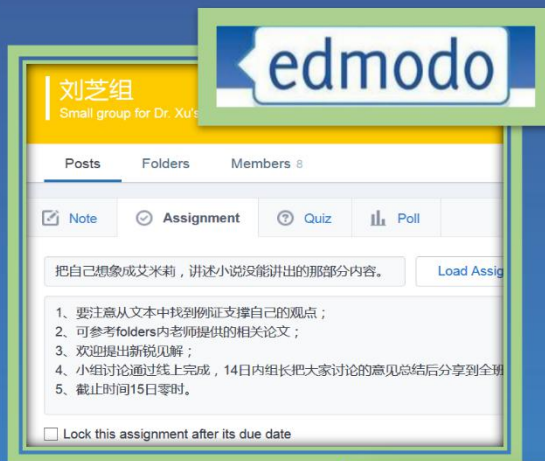 edmodo
刘芝组
Small group for Dr. Xu's
Posts Folders Members 8
Note Assignment Quiz Poll
把自己想象成艾米莉，讲述小说没能讲出的那部分内容。 Load Assig
1、要注意从文本中找到例证支撑自己的观点；
2、可参考folders内老师提供的相关论文；
3、欢迎提出新锐见解；
4、小组讨论通过线上完成，14日内组长把大家讨论的意见总结后分享到全班
5、截止时间15日零时。
Lock this assignment after its due date